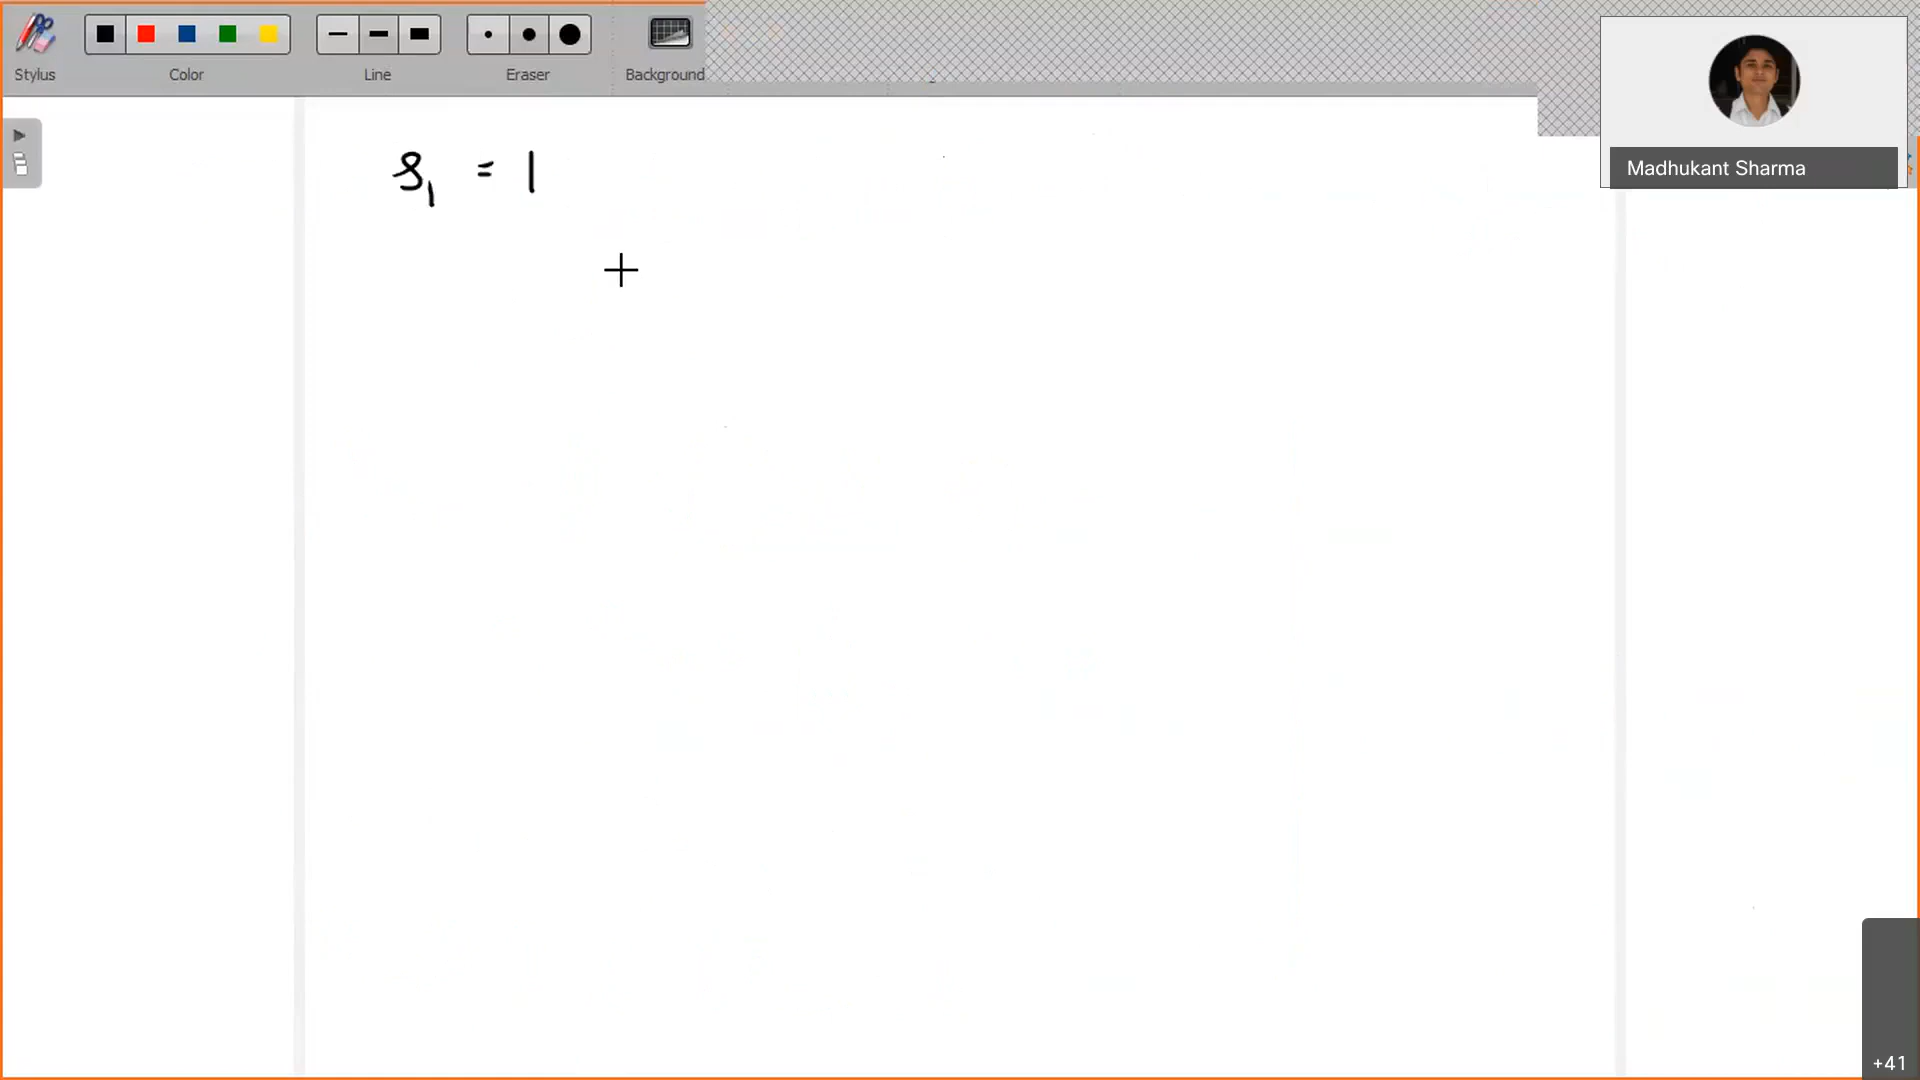 Stylus
Color
Line
Eraser
Background
Madhukant Sharma
s₁ = 1
+41